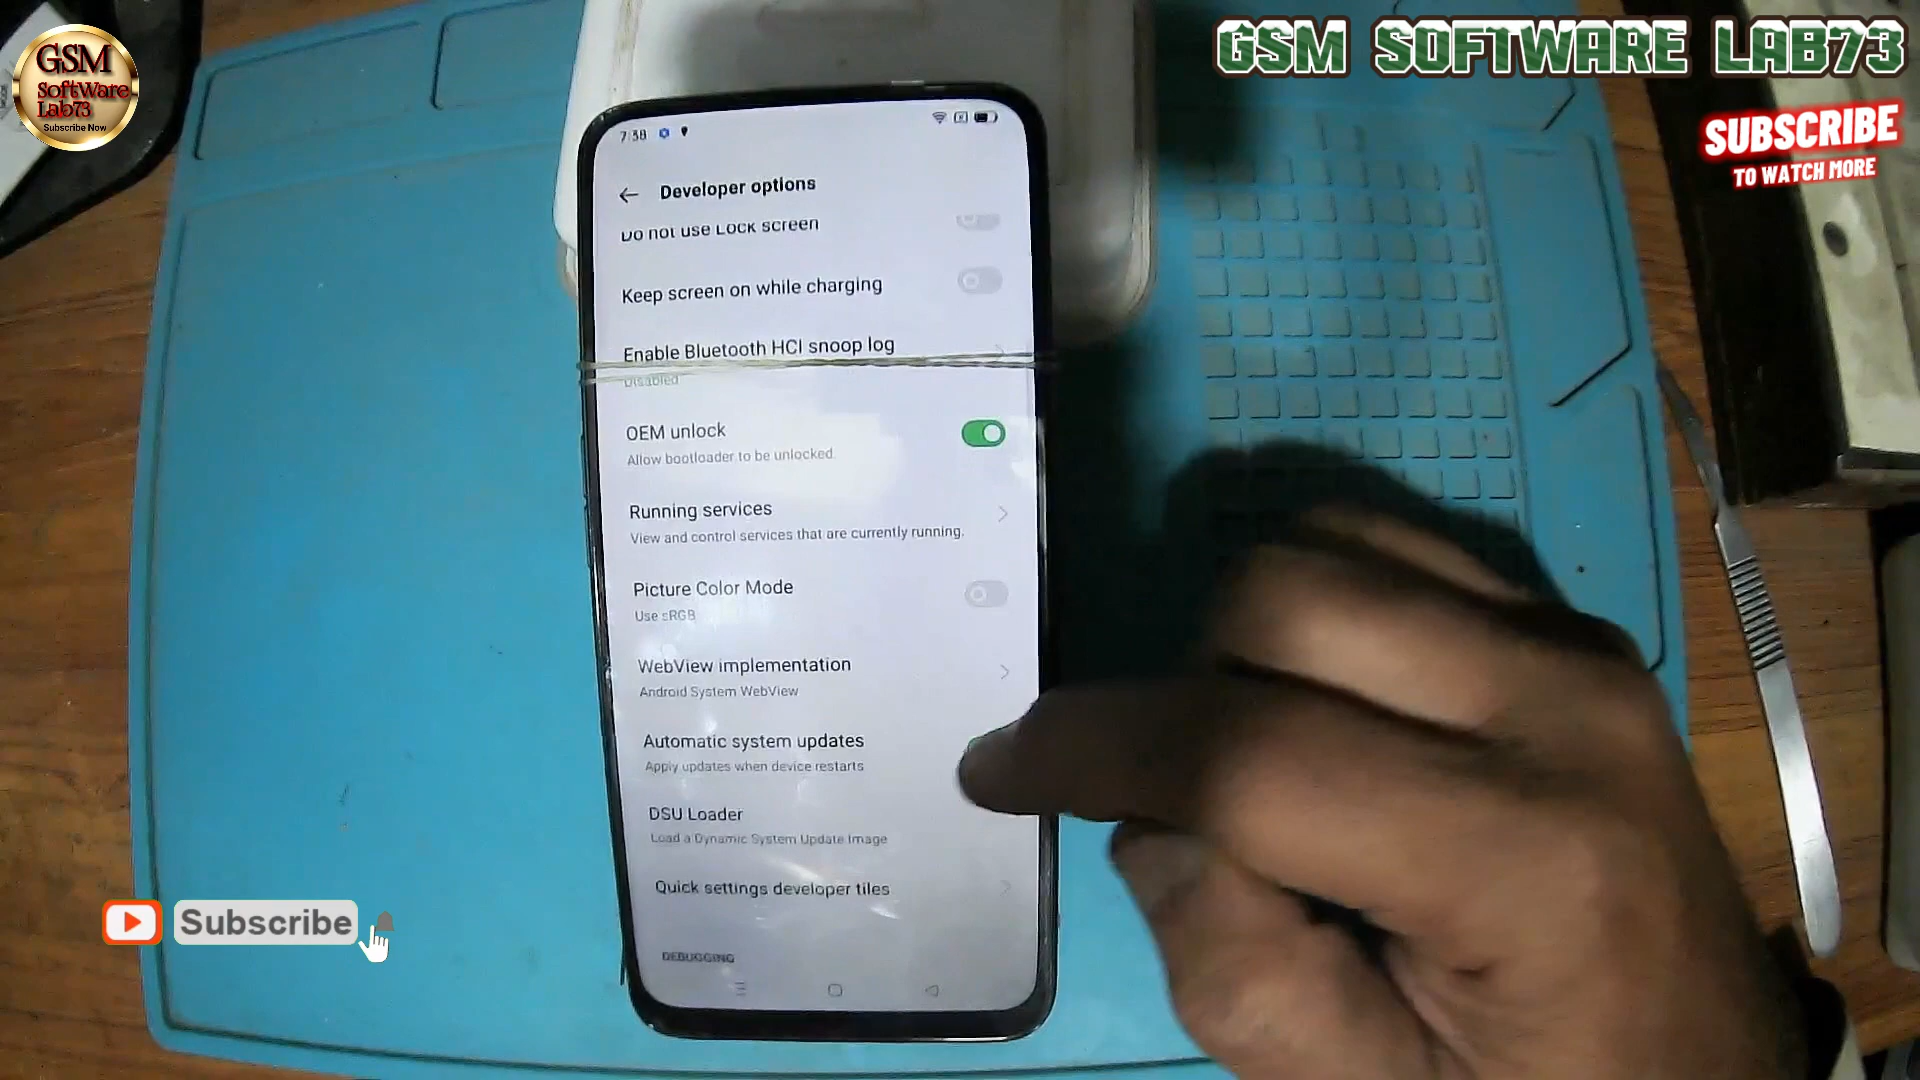 GSM
SoftWare
Lab73
Subscribe Now
GSM SOFTWARE LAB73
SUBSCRIBE
TO WATCH MORE
7:38
Developer options
Do not use Lock screen
Keep screen on while charging
Enable Bluetooth HCI snoop log
Disabled
OEM unlock
Allow bootloader to be unlocked.
Running services
View and control services that are currently running.
Picture Color Mode
Use sRGB
WebView implementation
Android System WebView
Automatic system updates
Apply updates when device restarts
DSU Loader
Load a Dynamic System Update Image
Quick settings developer tiles
DEBUGGING
Subscribe